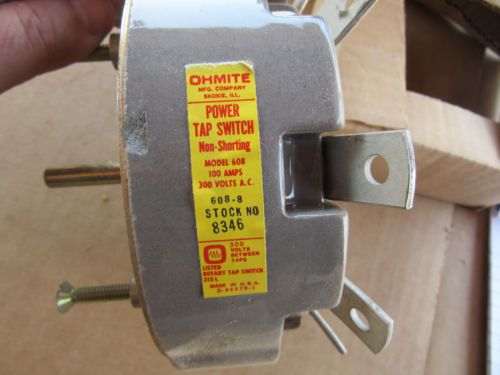 OHMITE
MFG. COMPANY
SKOKIE, ILL.
POWER
TAP SWITCH
Non-Shorting
MODEL 608
100 AMPS
300 VOLTS A.C.
608-8
STOCK NO
8346
300
VOLTS
BETWEEN
TAPS
LISTED
ROTARY TAP SWITCH
315L
MADE IN U.S.A.